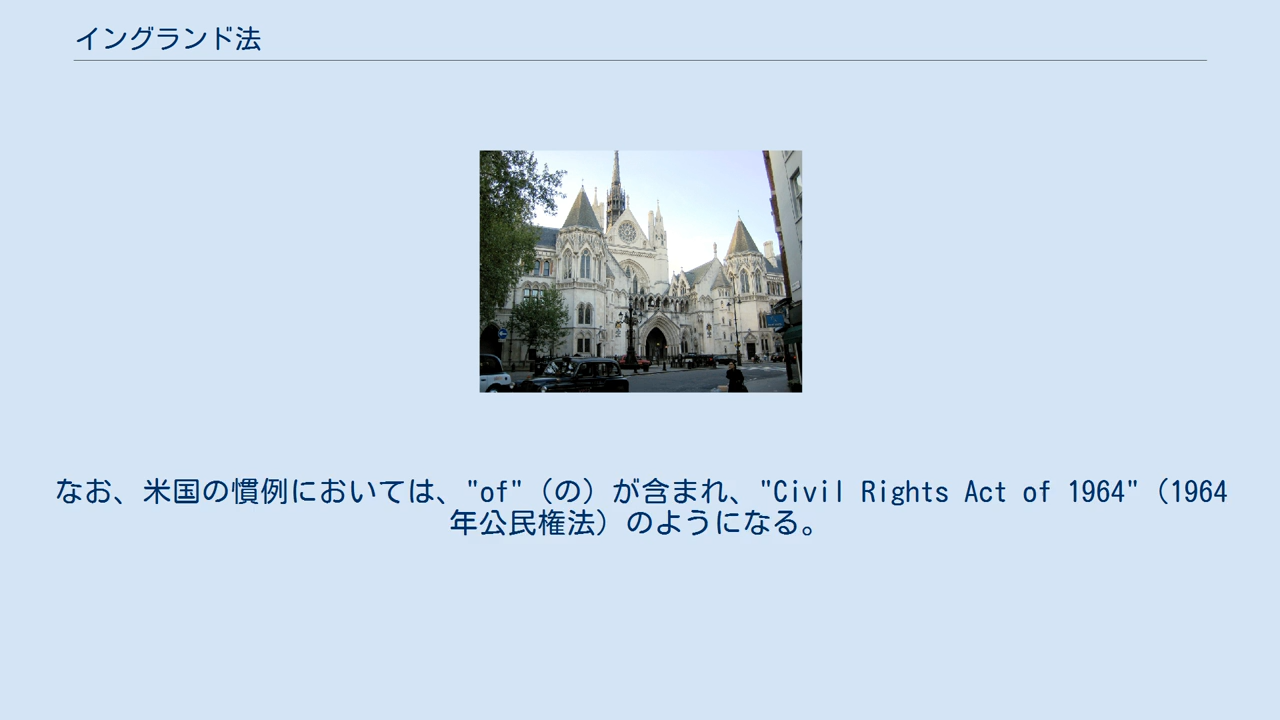 イングランド法
なお、米国の慣例においては、"of"（の）が含まれ、"Civil Rights Act of 1964"（1964
年公民権法）のようになる。